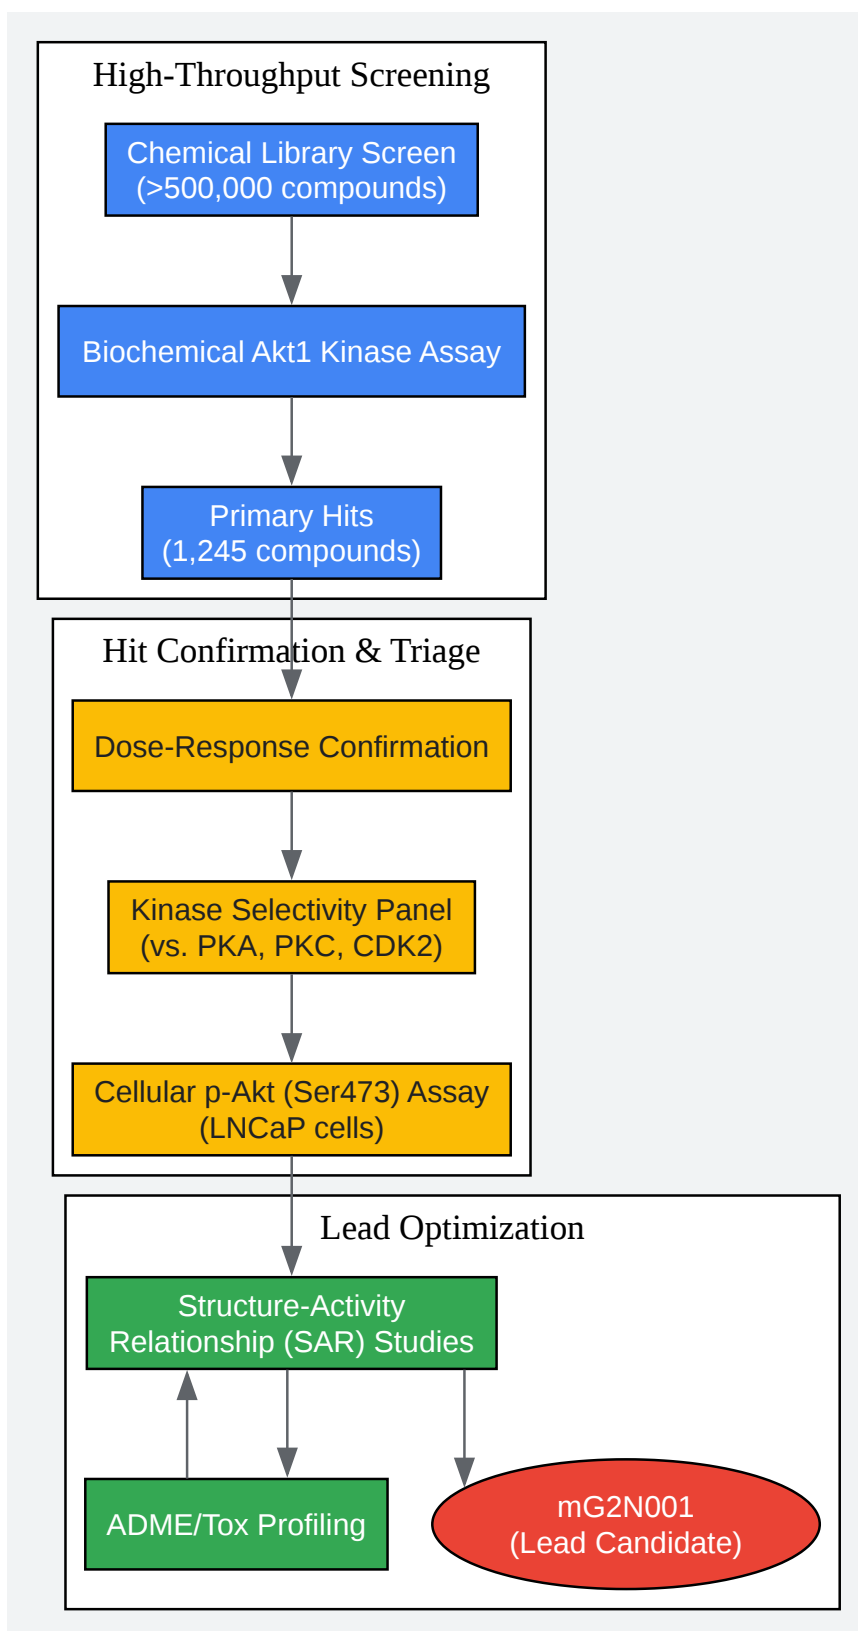 High-Throughput Screening
Chemical Library Screen
(>500,000 compounds)
Biochemical Akt1 Kinase Assay
Primary Hits
(1,245 compounds)
Hit Confirmation & Triage
Dose-Response Confirmation
Kinase Selectivity Panel
(vs. PKA, PKC, CDK2)
Cellular p-Akt (Ser473) Assay
(LNCaP cells)
Lead Optimization
Structure-Activity
Relationship (SAR) Studies
ADME/Tox Profiling
mG2N001
(Lead Candidate)